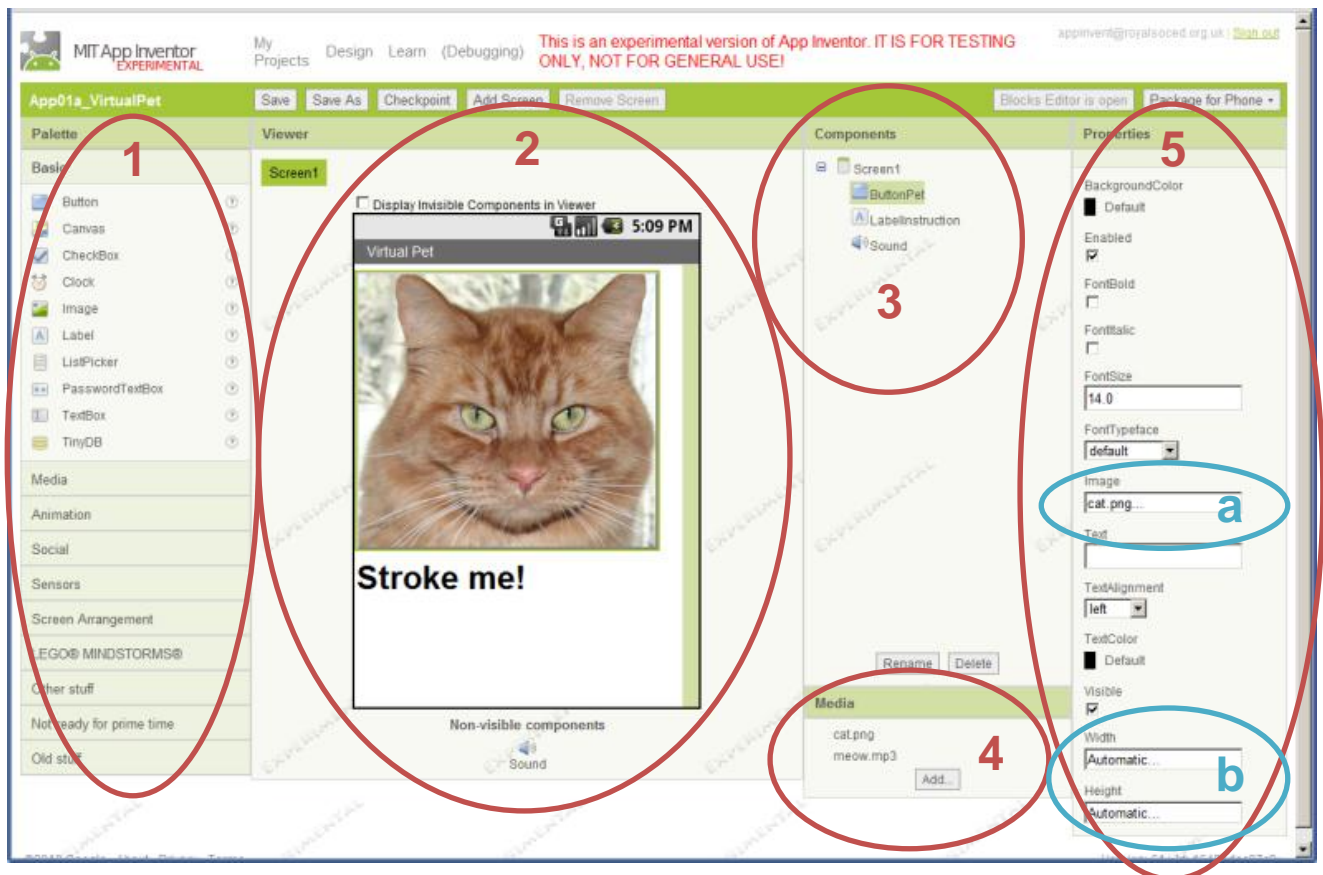 MIT App Inventor
EXPERIMENTAL
My Projects Design Learn (Debugging)
This is an experimental version of App Inventor. IT IS FOR TESTING
ONLY, NOT FOR GENERAL USE!
appinvent@royalsoced.org.uk | Sign out
App01a_VirtualPet Save Save As Checkpoint Add Screen Remove Screen Blocks Editor is open Package for Phone
Palette
1
Basic
Button
Canvas
CheckBox
Clock
Image
Label
ListPicker
PasswordTextBox
TextBox
TinyDB
Media
Animation
Social
Sensors
Screen Arrangement
LEGO® MINDSTORMS®
Other stuff
Not ready for prime time
Old stuff
Viewer
2
Screen1
Display Invisible Components in Viewer
5:09 PM
Virtual Pet
Stroke me!
Non-visible components
Sound
Components
Screen1
ButtonPet
LabelInstruction
Sound
3
Rename Delete
Media
cat.png
meow.mp3
Add...
4
Properties
5
BackgroundColor
Default
Enabled
FontBold
FontItalic
FontSize
14.0
FontTypeface
default
Image
cat.png...
a
Text
TextAlignment
left
TextColor
Default
Visible
Width
Automatic...
b
Height
Automatic...
EXPERIMENTAL